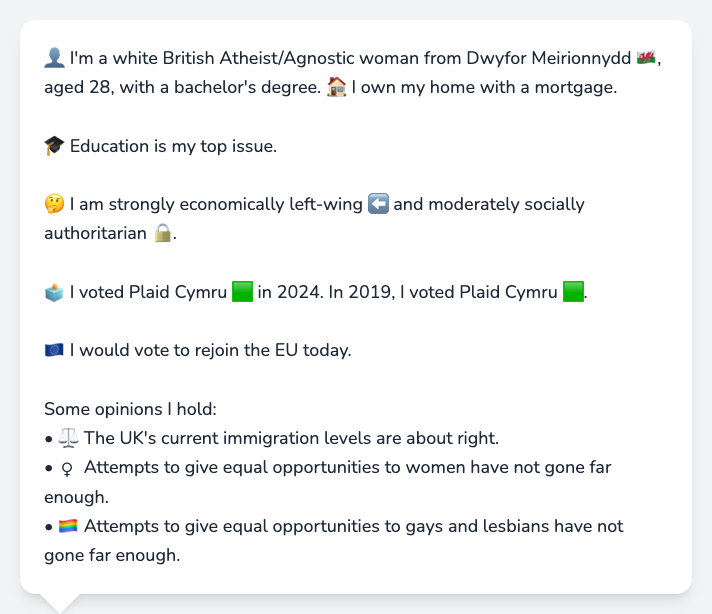 👤 I'm a white British Atheist/Agnostic woman from Dwyfor Meirionnydd 🏴󠁧󠁢󠁷󠁬󠁳󠁿,
aged 28, with a bachelor's degree. 🏠 I own my home with a mortgage.
🎓 Education is my top issue.
🤔 I am strongly economically left-wing ⬅️ and moderately socially
authoritarian 🔒.
🗳️ I voted Plaid Cymru 🟩 in 2024. In 2019, I voted Plaid Cymru 🟩.
🇪🇺 I would vote to rejoin the EU today.
Some opinions I hold:
• ⚖️ The UK's current immigration levels are about right.
• ♀ Attempts to give equal opportunities to women have not gone far
enough.
• 🏳️‍🌈 Attempts to give equal opportunities to gays and lesbians have not
gone far enough.